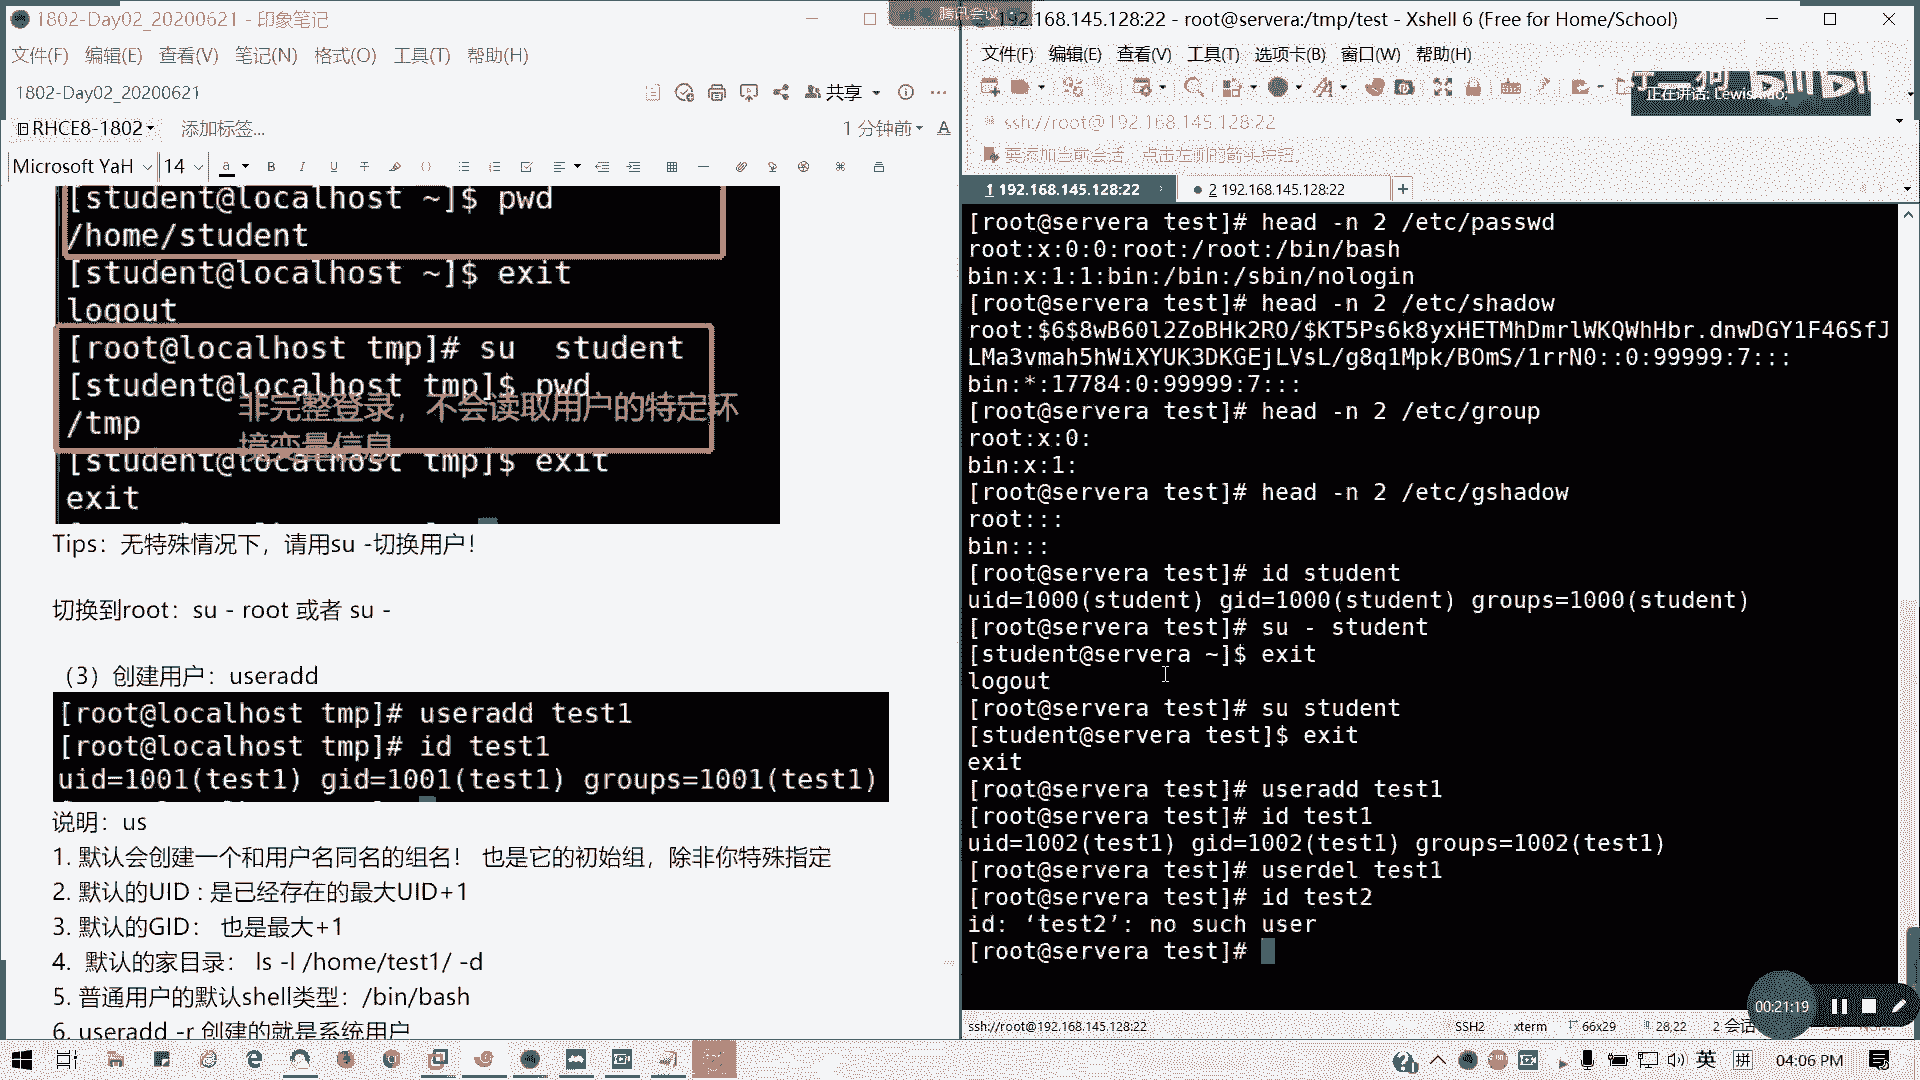 1802-Day02_20200621 - 印象笔记
文件(F) 编辑(E) 查看(V) 笔记(N) 格式(O) 工具(T) 帮助(H)
1802-Day02_20200621
共享
RHCE8-1802
添加标签...
1 分钟前
Microsoft YaH 14
[student@localhost ~]$ pwd
/home/student
[student@localhost ~]$ exit
logout
[root@localhost tmp]# su  student
[student@localhost tmp]$ pwd
/tmp
非完整登录，不会读取用户的特定环
境变量信息
[student@localhost tmp]$ exit
exit
Tips：无特殊情况下，请用su -切换用户！
切换到root：su - root 或者 su -
（3）创建用户：useradd
[root@localhost tmp]# useradd test1
[root@localhost tmp]# id test1
uid=1001(test1) gid=1001(test1) groups=1001(test1)
说明：us
1. 默认会创建一个和用户名同名的组名！ 也是它的初始组，除非你特殊指定
2. 默认的UID : 是已经存在的最大UID+1
3. 默认的GID： 也是最大+1
4. 默认的家目录： ls -l /home/test1/ -d
5. 普通用户的默认shell类型：/bin/bash
6. useradd -r 创建的就是系统用户
腾讯会议
192.168.145.128:22 - root@servera:/tmp/test - Xshell 6 (Free for Home/School)
文件(F) 编辑(E) 查看(V) 工具(T) 选项卡(B) 窗口(W) 帮助(H)
正在讲话: LewisXiao;
ssh://root@192.168.145.128:22
要添加当前会话，点击左侧的箭头按钮。
1 192.168.145.128:22
2 192.168.145.128:22
[root@servera test]# head -n 2 /etc/passwd
root:x:0:0:root:/root:/bin/bash
bin:x:1:1:bin:/bin:/sbin/nologin
[root@servera test]# head -n 2 /etc/shadow
root:$6$8wB60l2ZoBHk2RO/$KT5Ps6k8yxHETMhDmrlWKQWhHbr.dnwDGY1F46SfJ
LMa3vmah5hWiXYUK3DKGEjLVsL/g8q1Mpk/BOmS/1rrN0::0:99999:7:::
bin:*:17784:0:99999:7:::
[root@servera test]# head -n 2 /etc/group
root:x:0:
bin:x:1:
[root@servera test]# head -n 2 /etc/gshadow
root:::
bin:::
[root@servera test]# id student
uid=1000(student) gid=1000(student) groups=1000(student)
[root@servera test]# su - student
[student@servera ~]$ exit
logout
[root@servera test]# su student
[student@servera test]$ exit
exit
[root@servera test]# useradd test1
[root@servera test]# id test1
uid=1002(test1) gid=1002(test1) groups=1002(test1)
[root@servera test]# userdel test1
[root@servera test]# id test2
id: ‘test2’: no such user
[root@servera test]#
00:21:19
ssh://root@192.168.145.128:22
SSH2 xterm 66x29 28,22 2 会话
英 拼 04:06 PM